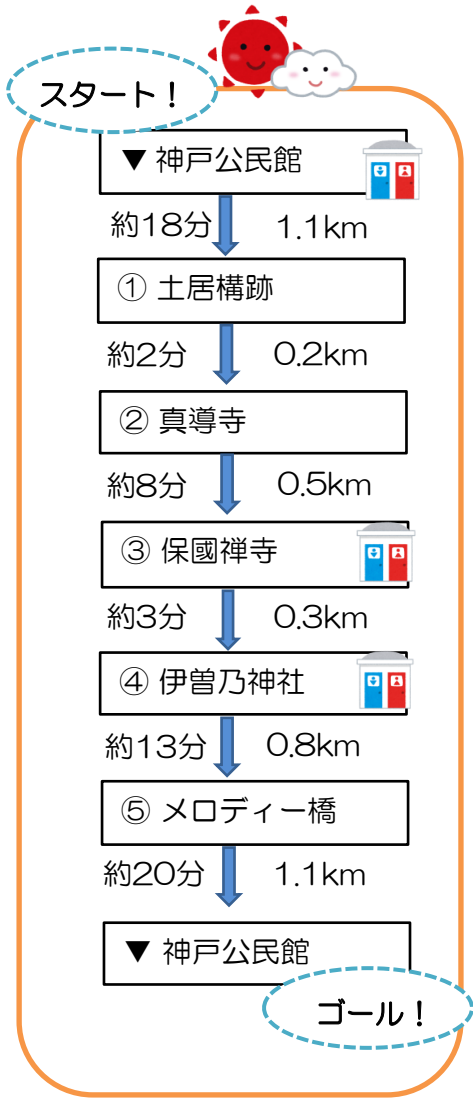 スタート！
▼ 神戸公民館
約18分 1.1km
① 土居構跡
約2分 0.2km
② 真導寺
約8分 0.5km
③ 保國禅寺
約3分 0.3km
④ 伊曽乃神社
約13分 0.8km
⑤ メロディー橋
約20分 1.1km
▼ 神戸公民館
ゴール！